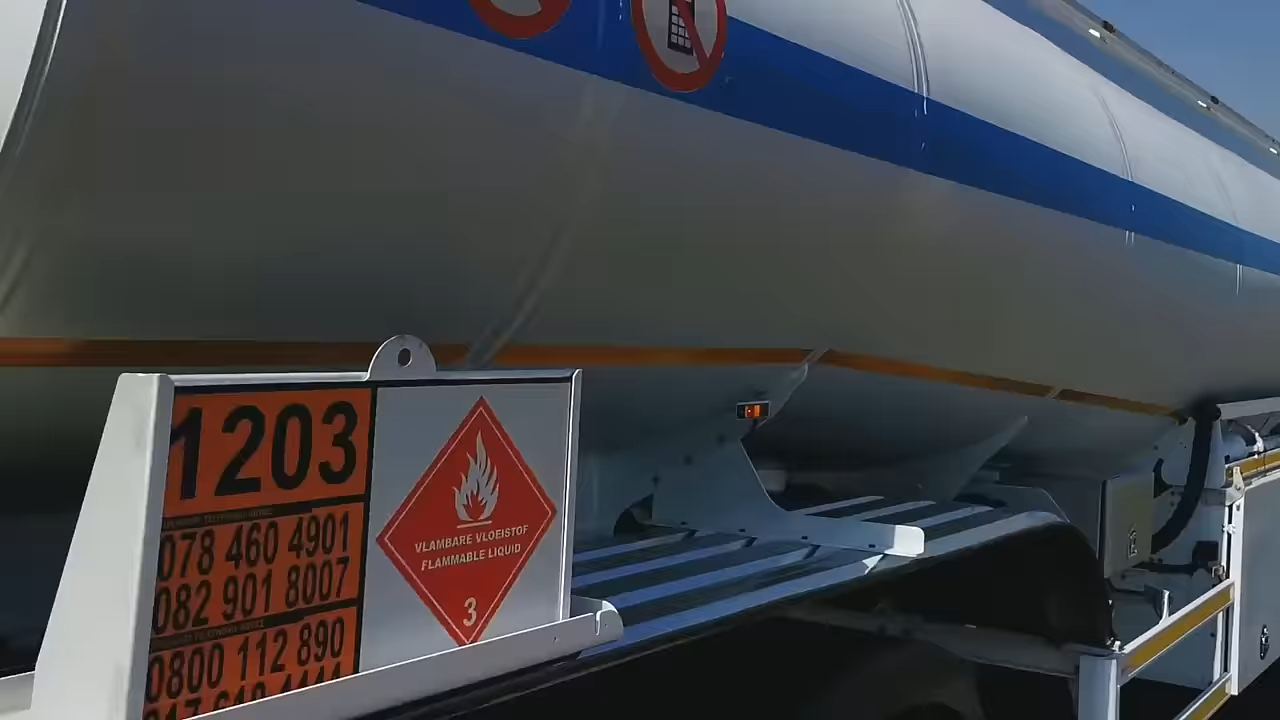 1203
078 460 4901
082 901 8007
0800 112 890
VLAMBARE VLOEISTOF
FLAMMABLE LIQUID
3